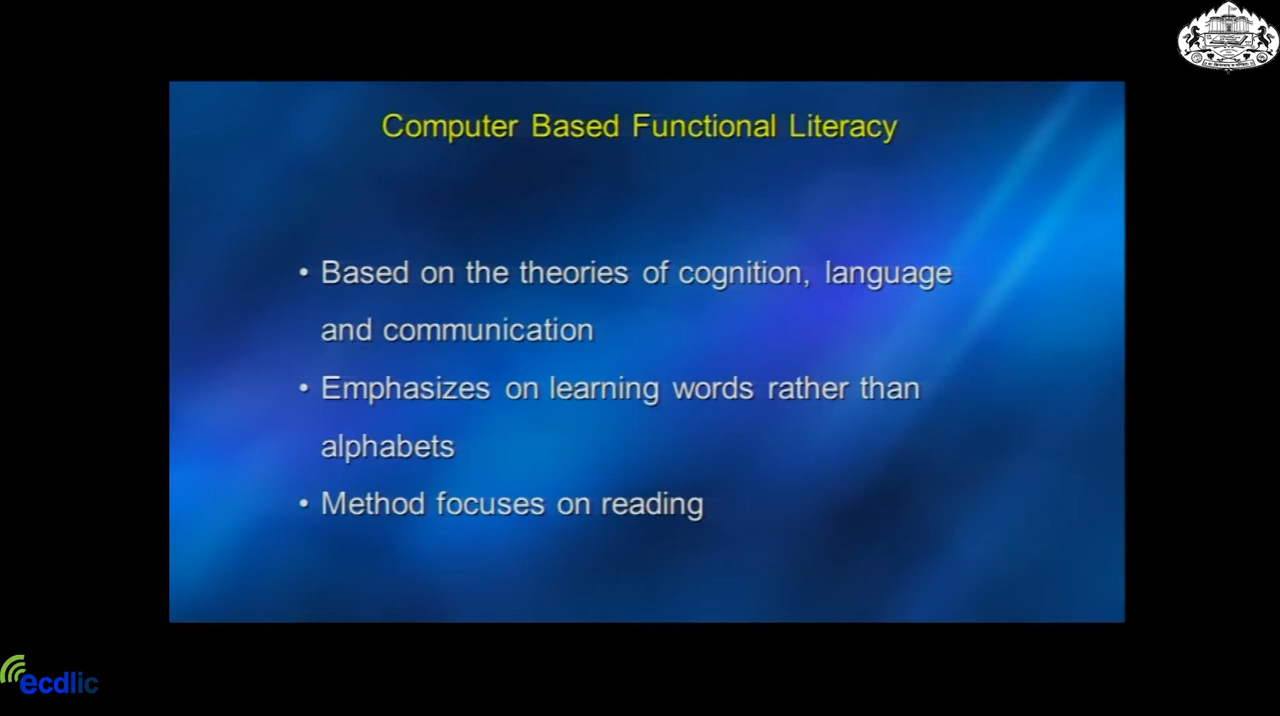 Computer Based Functional Literacy
• Based on the theories of cognition, language
and communication
• Emphasizes on learning words rather than
alphabets
• Method focuses on reading
ecdlic